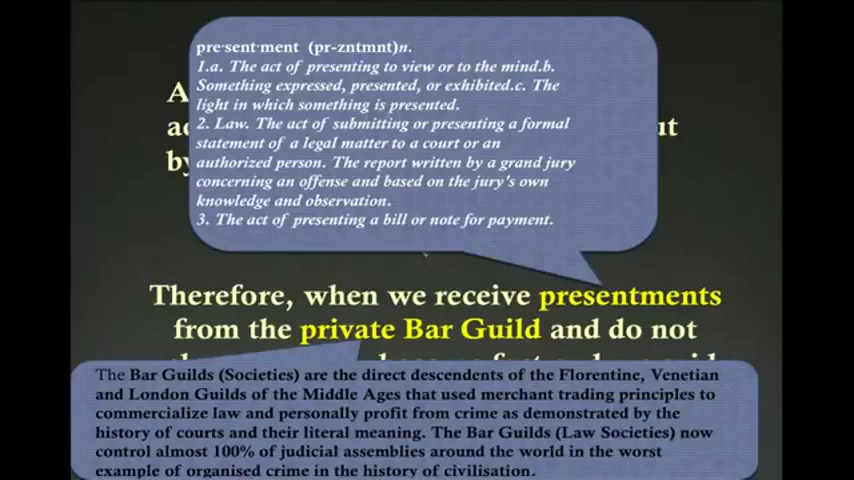 pre·sent·ment (pr-zntmnt)n.
1.a. The act of presenting to view or to the mind.b.
Something expressed, presented, or exhibited.c. The
light in which something is presented.
2. Law. The act of submitting or presenting a formal
statement of a legal matter to a court or an
authorized person. The report written by a grand jury
concerning an offense and based on the jury's own
knowledge and observation.
3. The act of presenting a bill or note for payment.
Therefore, when we receive presentments
from the private Bar Guild and do not
The Bar Guilds (Societies) are the direct descendents of the Florentine, Venetian
and London Guilds of the Middle Ages that used merchant trading principles to
commercialize law and personally profit from crime as demonstrated by the
history of courts and their literal meaning. The Bar Guilds (Law Societies) now
control almost 100% of judicial assemblies around the world in the worst
example of organised crime in the history of civilisation.